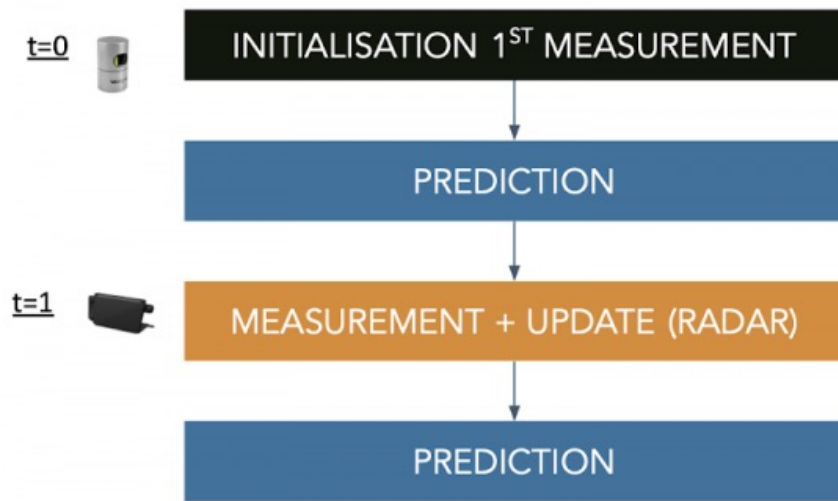 t=0
INITIALISATION 1ST MEASUREMENT
PREDICTION
t=1
MEASUREMENT + UPDATE (RADAR)
PREDICTION